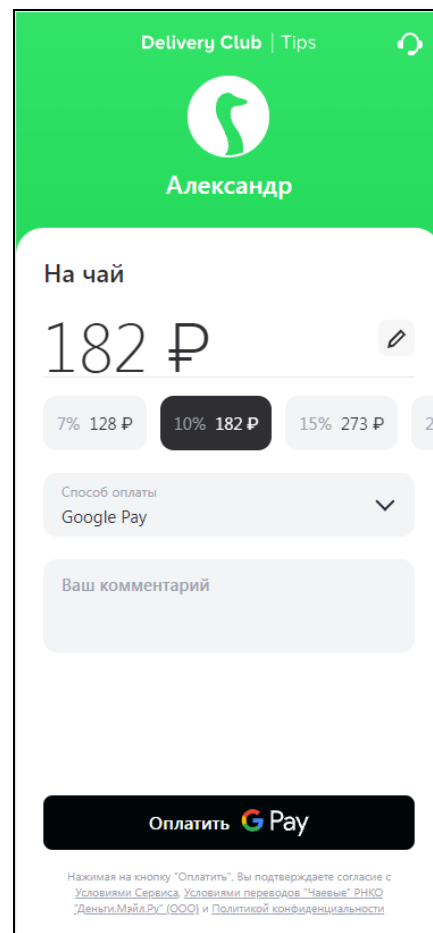 Delivery Club | Tips
Александр
На чай
182 ₽
7% 128 ₽ 10% 182 ₽ 15% 273 ₽ 2
Способ оплаты
Google Pay
Ваш комментарий
Оплатить G Pay
Нажимая на кнопку "Оплатить", Вы подтверждаете согласие с
Условиями Сервиса, Условиями переводов "Чаевые" РНКО
"Деньги.Мэйл.Ру" (ООО) и Политикой конфиденциальности